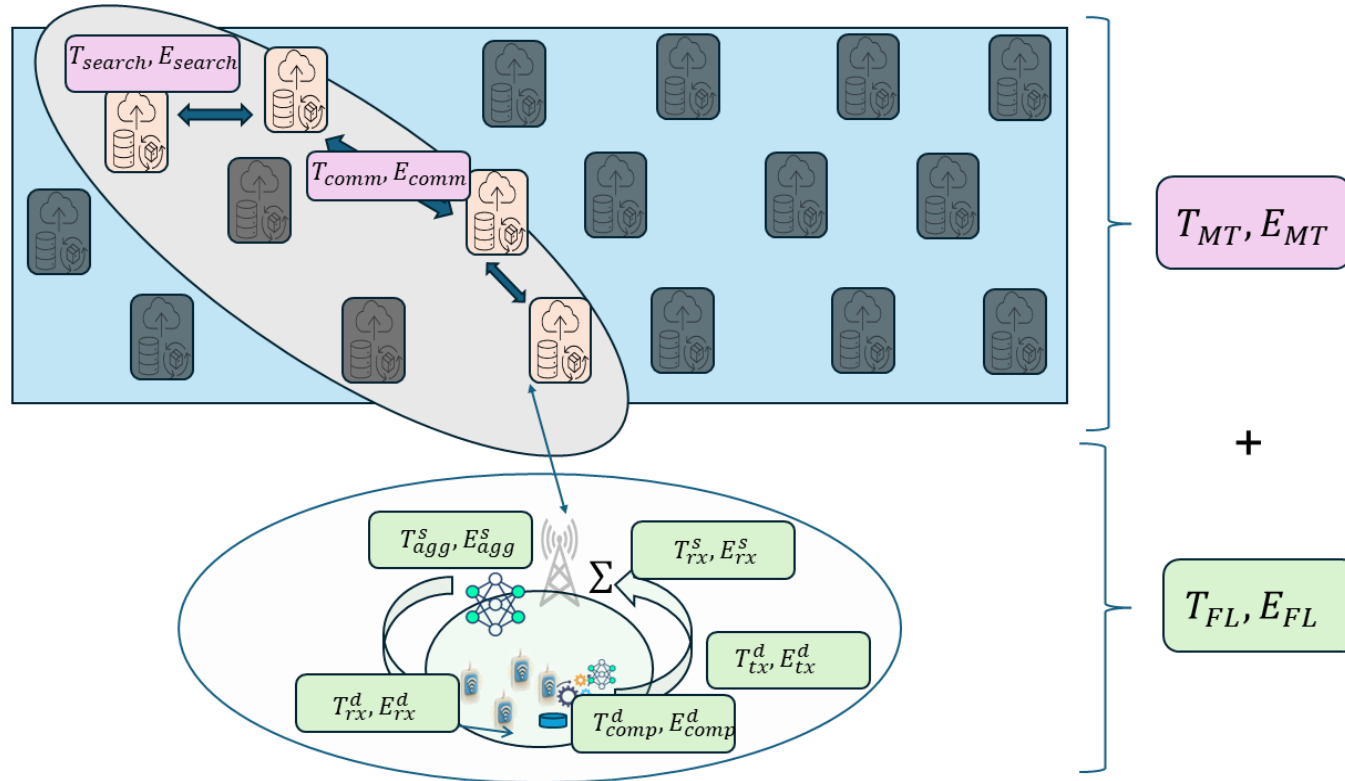 T_search, E_search
T_comm, E_comm
T_MT, E_MT
+
T^s_agg, E^s_agg
T^s_rx, E^s_rx
Σ
T_FL, E_FL
T^d_tx, E^d_tx
T^d_rx, E^d_rx
T^d_comp, E^d_comp